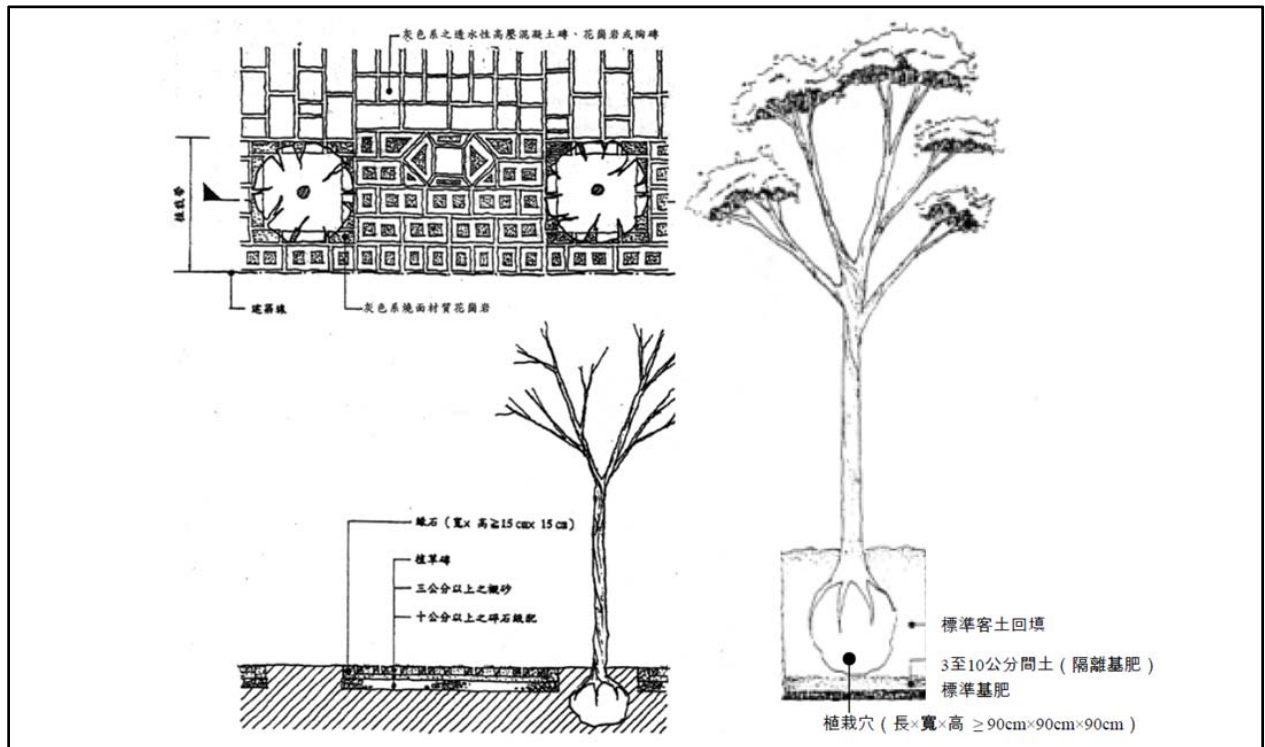 灰色系之透水性高壓混凝土磚、花崗岩或陶磚
植栽帶
建築線
灰色系燒面材質花崗岩
緣石(寬x 高≧15cmx 15cm)
植草磚
三公分以上之襯砂
十公分以上之碎石級配
標準客土回填
3至10公分間土(隔離基肥)
標準基肥
植栽穴(長×寬×高 ≥90cm×90cm×90cm)